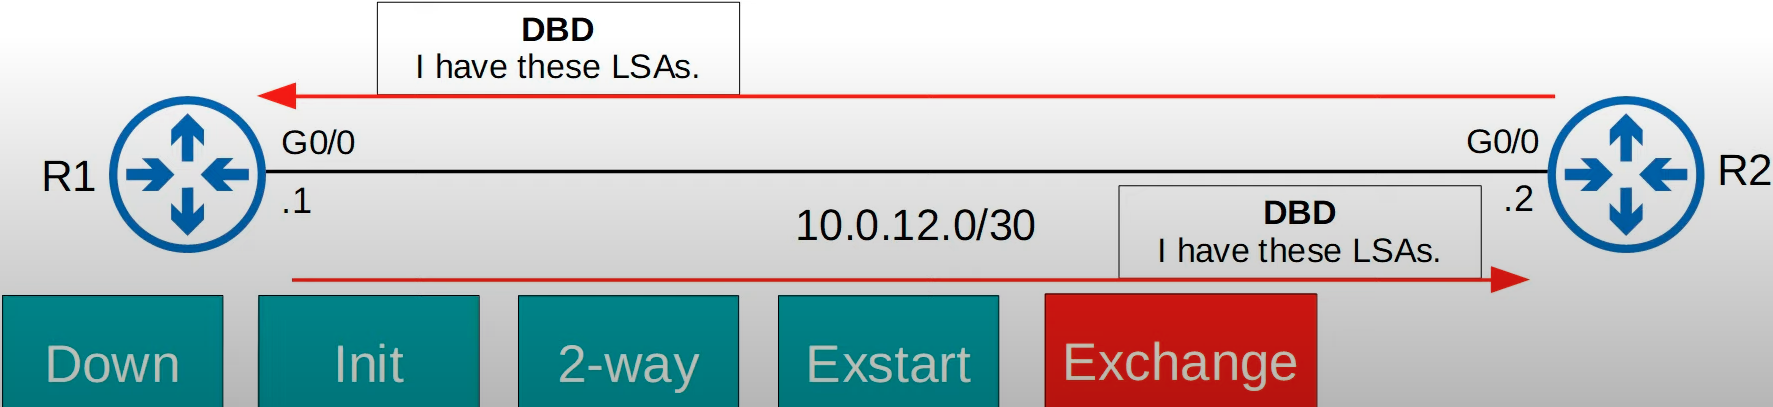 DBD
I have these LSAs.
G0/0
G0/0
R1
R2
.1
.2
10.0.12.0/30
DBD
I have these LSAs.
Down
Init
2-way
Exstart
Exchange